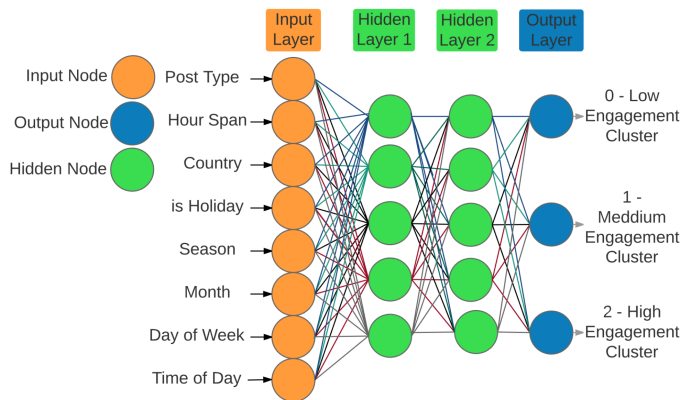 Input
Layer
Hidden
Layer 1
Hidden
Layer 2
Output
Layer
Input Node
Output Node
Hidden Node
Post Type
Hour Span
Country
is Holiday
Season
Month
Day of Week
Time of Day
0 - Low
Engagement
Cluster
1 -
Meddium
Engagement
Cluster
2 - High
Engagement
Cluster